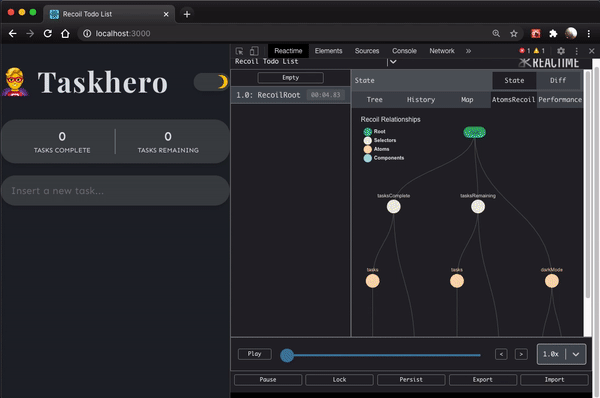 Recoil Todo List
localhost:3000
Taskhero
0
TASKS COMPLETE
0
TASKS REMAINING
Insert a new task...
Reactime Elements Sources Console Network » 1 1
Recoil Todo List
REACTIME
Empty
1.0: RecoilRoot 00:04.83
State State Diff
Tree History Map AtomsRecoil Performance
Recoil Relationships
Root
Selectors
Atoms
Components
tasksComplete tasksRemaining
tasks tasks darkMode
Play < > 1.0x
Pause Lock Persist Export Import